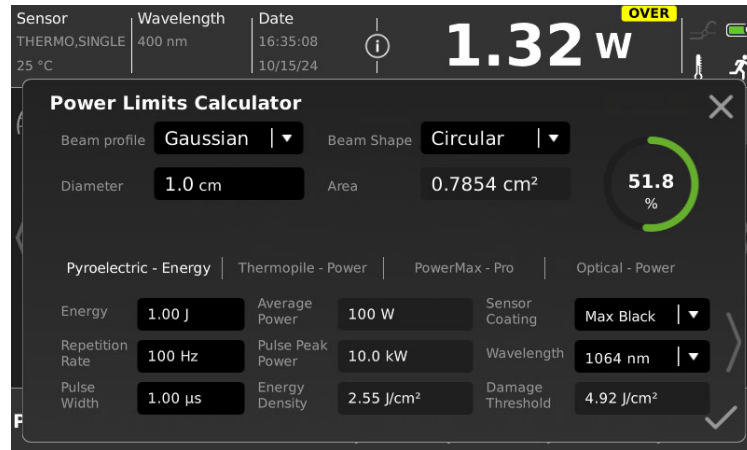 Sensor
Wavelength
Date
OVER
THERMO,SINGLE
400 nm
16:35:08
1.32 W
25 °C
10/15/24
Power Limits Calculator
Beam profile Gaussian Beam Shape Circular
Diameter 1.0 cm Area 0.7854 cm² 51.8
%
Pyroelectric - Energy Thermopile - Power PowerMax - Pro Optical - Power
Energy 1.00 J Average Power 100 W Sensor Coating Max Black
Repetition Rate 100 Hz Pulse Peak Power 10.0 kW Wavelength 1064 nm
Pulse Width 1.00 µs Energy Density 2.55 J/cm² Damage Threshold 4.92 J/cm²